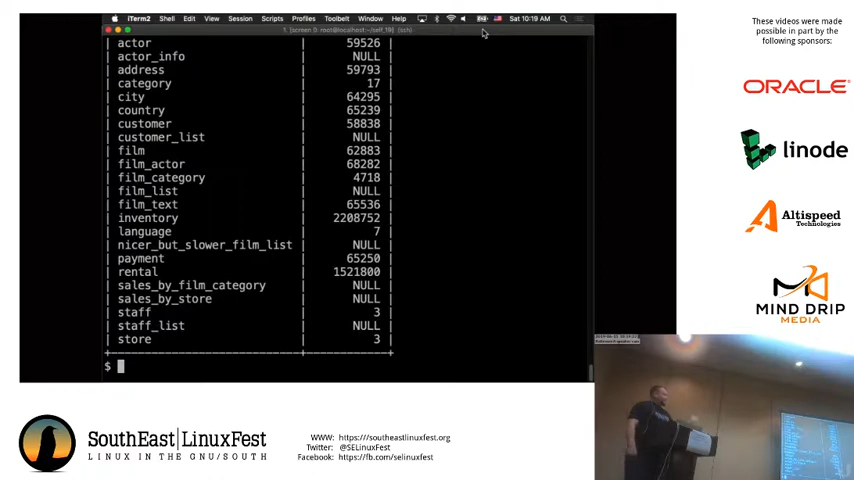 iTerm2 Shell Edit View Session Scripts Profiles Toolbelt Window Help Sat 10:19 AM
| actor | 59526 |
| actor_info | NULL |
| address | 59793 |
| category | 17 |
| city | 64295 |
| country | 65239 |
| customer | 58838 |
| customer_list | NULL |
| film | 62883 |
| film_actor | 68282 |
| film_category | 4718 |
| film_list | NULL |
| film_text | 65536 |
| inventory | 2208752 |
| language | 7 |
| nicer_but_slower_film_list | NULL |
| payment | 65250 |
| rental | 1521800 |
| sales_by_film_category | NULL |
| sales_by_store | NULL |
| staff | 3 |
| staff_list | NULL |
| store | 3 |
$
These videos were made
possible in part by the
following sponsors:
ORACLE
linode
Altispeed
Technologies
MIND DRIP
MEDIA
SouthEast|LinuxFest
LINUX IN THE GNU/SOUTH
WWW: https://southeastlinuxfest.org
Twitter: @SELinuxFest
Facebook: https://fb.com/selinuxfest